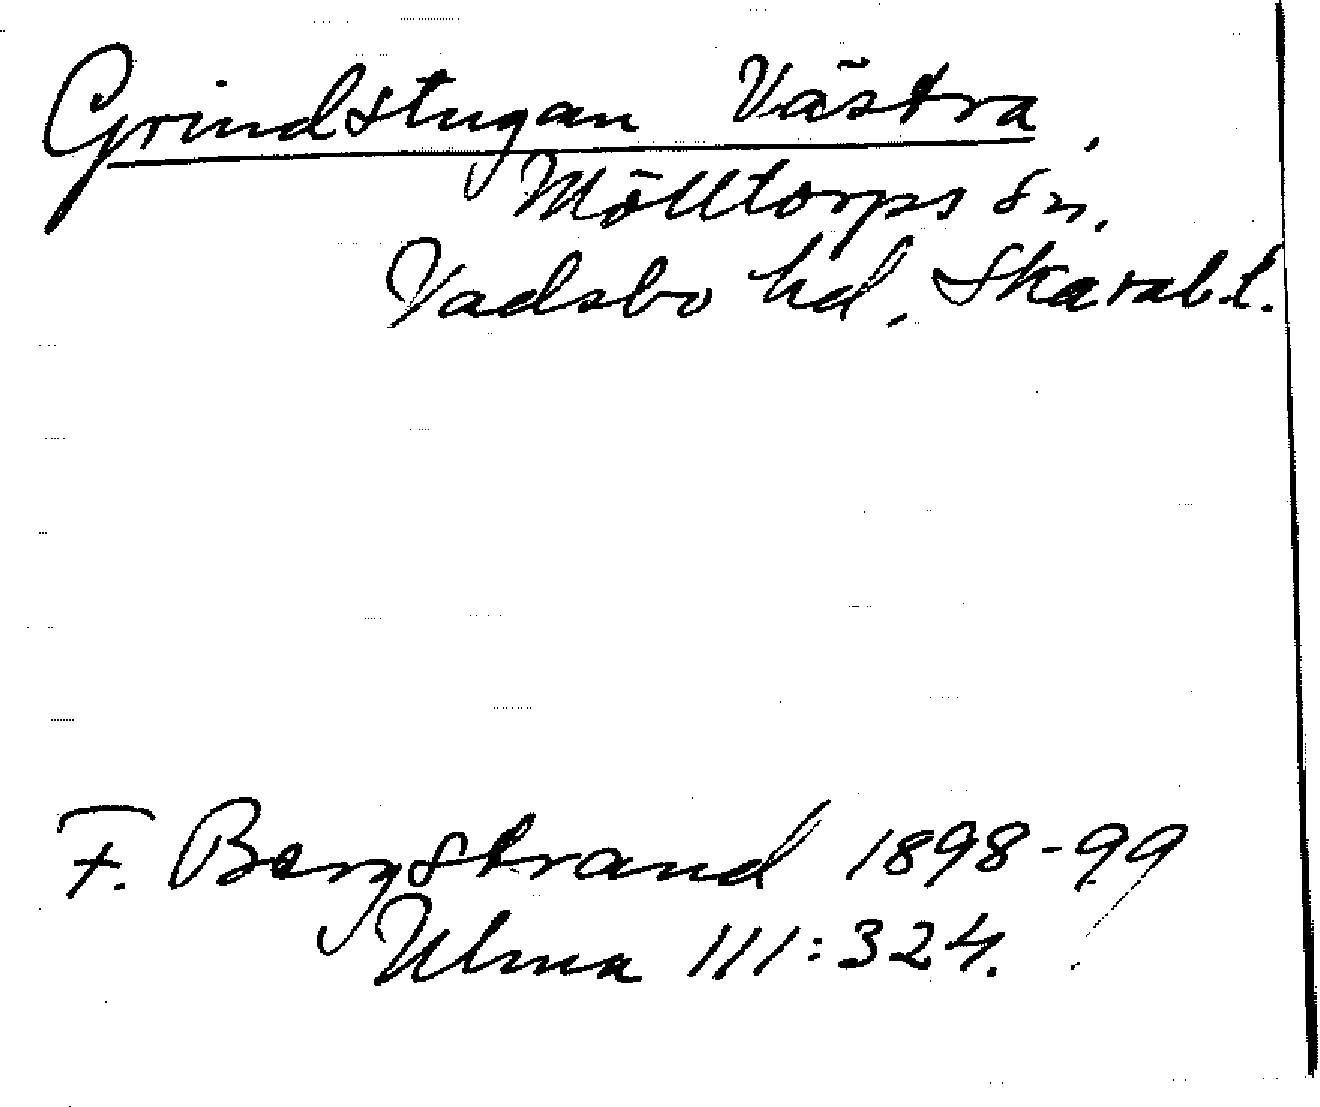 Grindstugan Västra,
Mölltorps sn.
Vadsbo hd, Skarab.l.
F. Bergstrand 1898-99
Ulma 111:324.